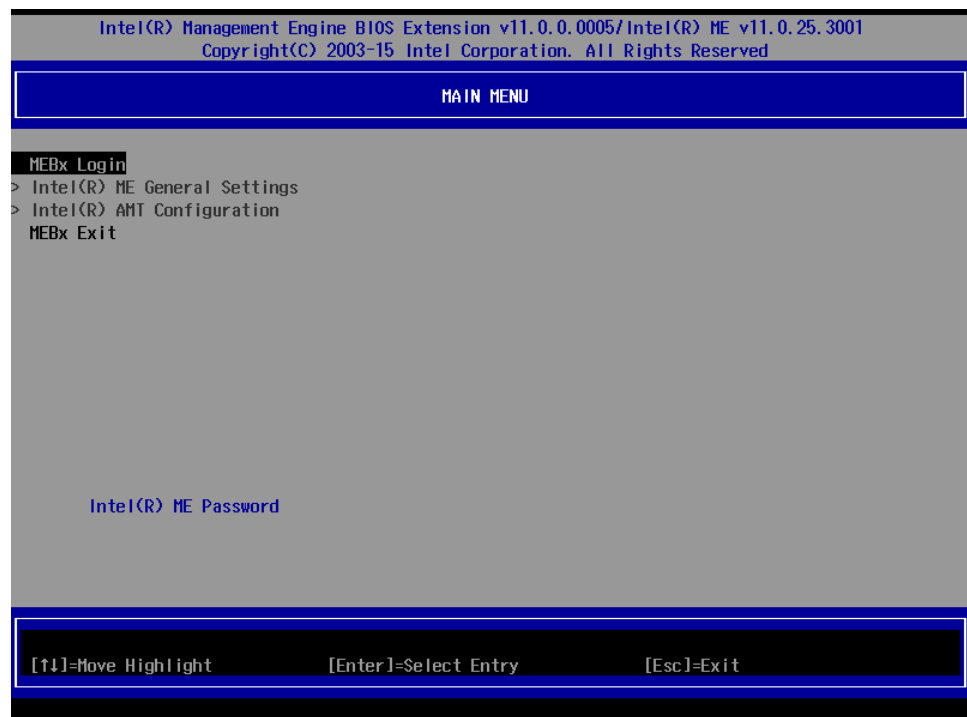 Intel(R) Management Engine BIOS Extension v11.0.0.0005/Intel(R) ME v11.0.25.3001
Copyright(C) 2003-15 Intel Corporation. All Rights Reserved
MAIN MENU
MEBx Login
> Intel(R) ME General Settings
> Intel(R) AMT Configuration
MEBx Exit
Intel(R) ME Password
[↑↓]=Move Highlight [Enter]=Select Entry [Esc]=Exit